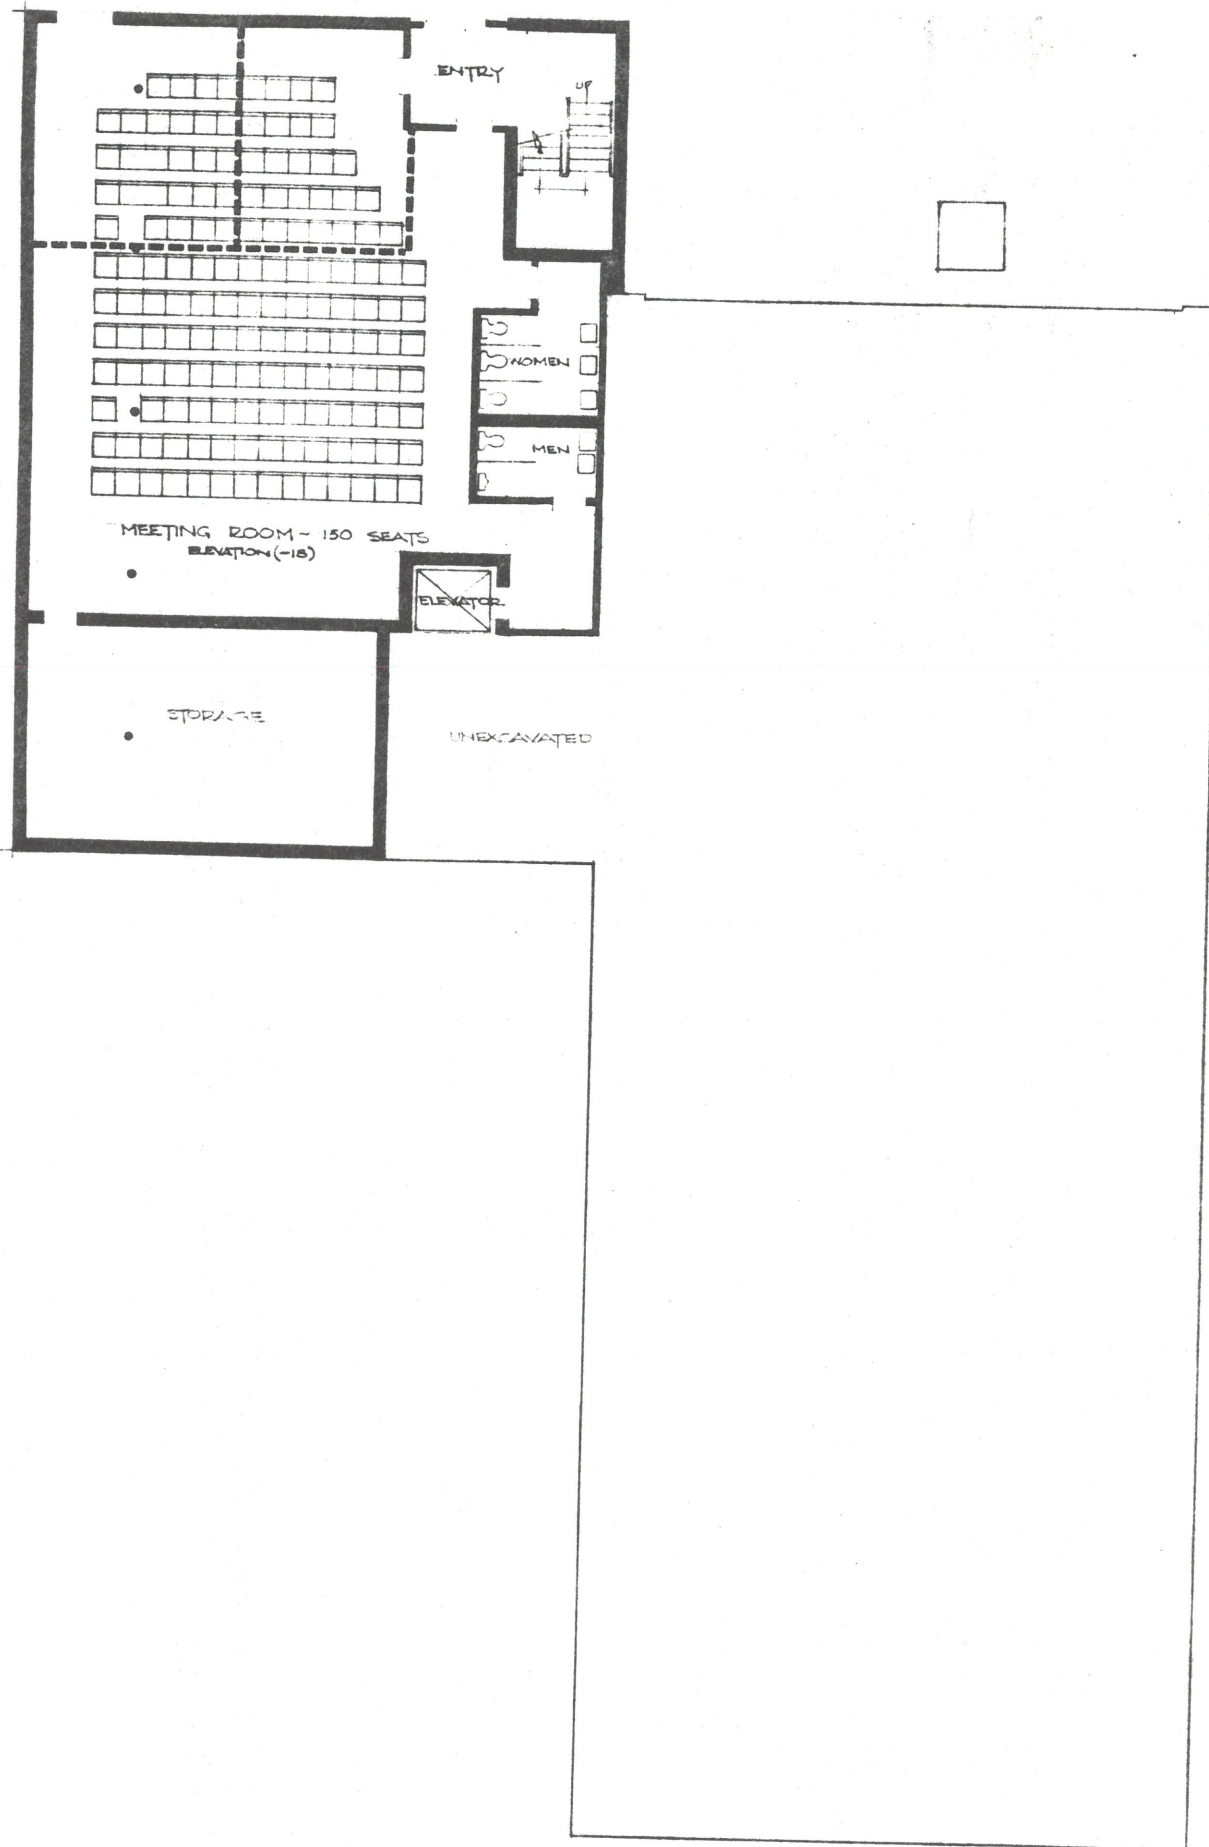 ENTRY
UP
WOMEN
MEN
MEETING ROOM - 150 SEATS
ELEVATION (-18)
ELEVATOR
STORAGE
UNEXCAVATED